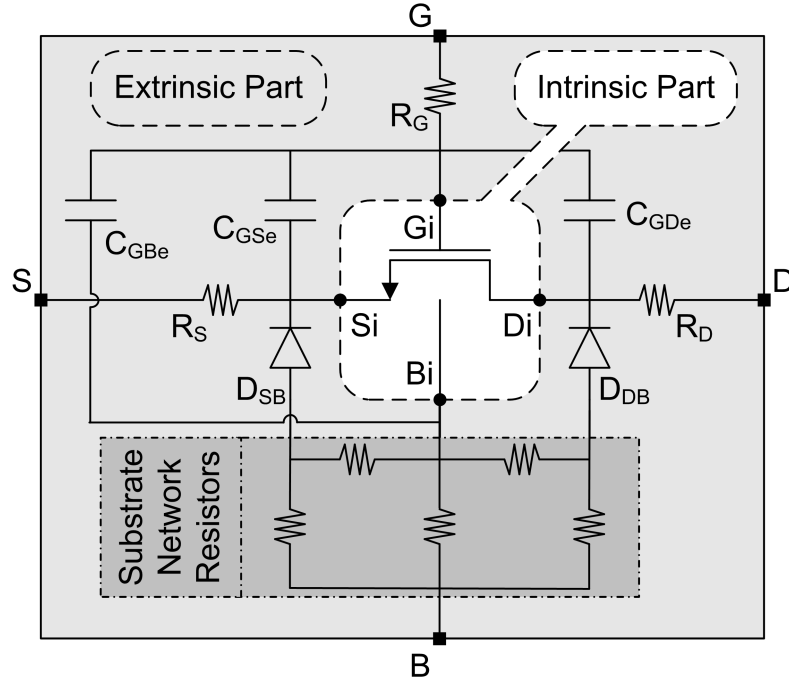 G
Extrinsic Part
Intrinsic Part
R_G
C_GBe
C_GSe
Gi
C_GDe
S
D
R_S
Si
Di
R_D
D_SB
Bi
D_DB
Substrate
Network
Resistors
B